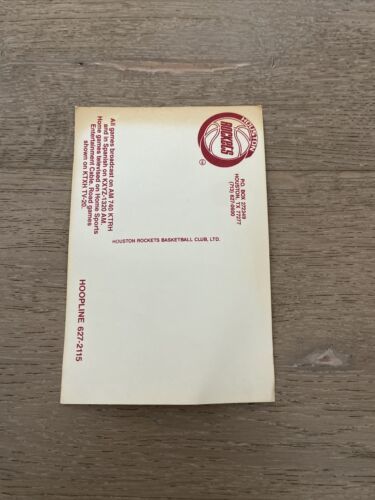 HOUSTON
ROCKETS
P.O. BOX 272349
HOUSTON, TX 77277
(713) 627-0600
All games broadcast on AM 740 KTRH
and in Spanish on KXYZ-1320 AM.
Home games televised on Home Sports
Entertainment Cable. Road games
shown on KTXH TV-20.
HOUSTON ROCKETS BASKETBALL CLUB, LTD.
HOOPLINE 627-2115